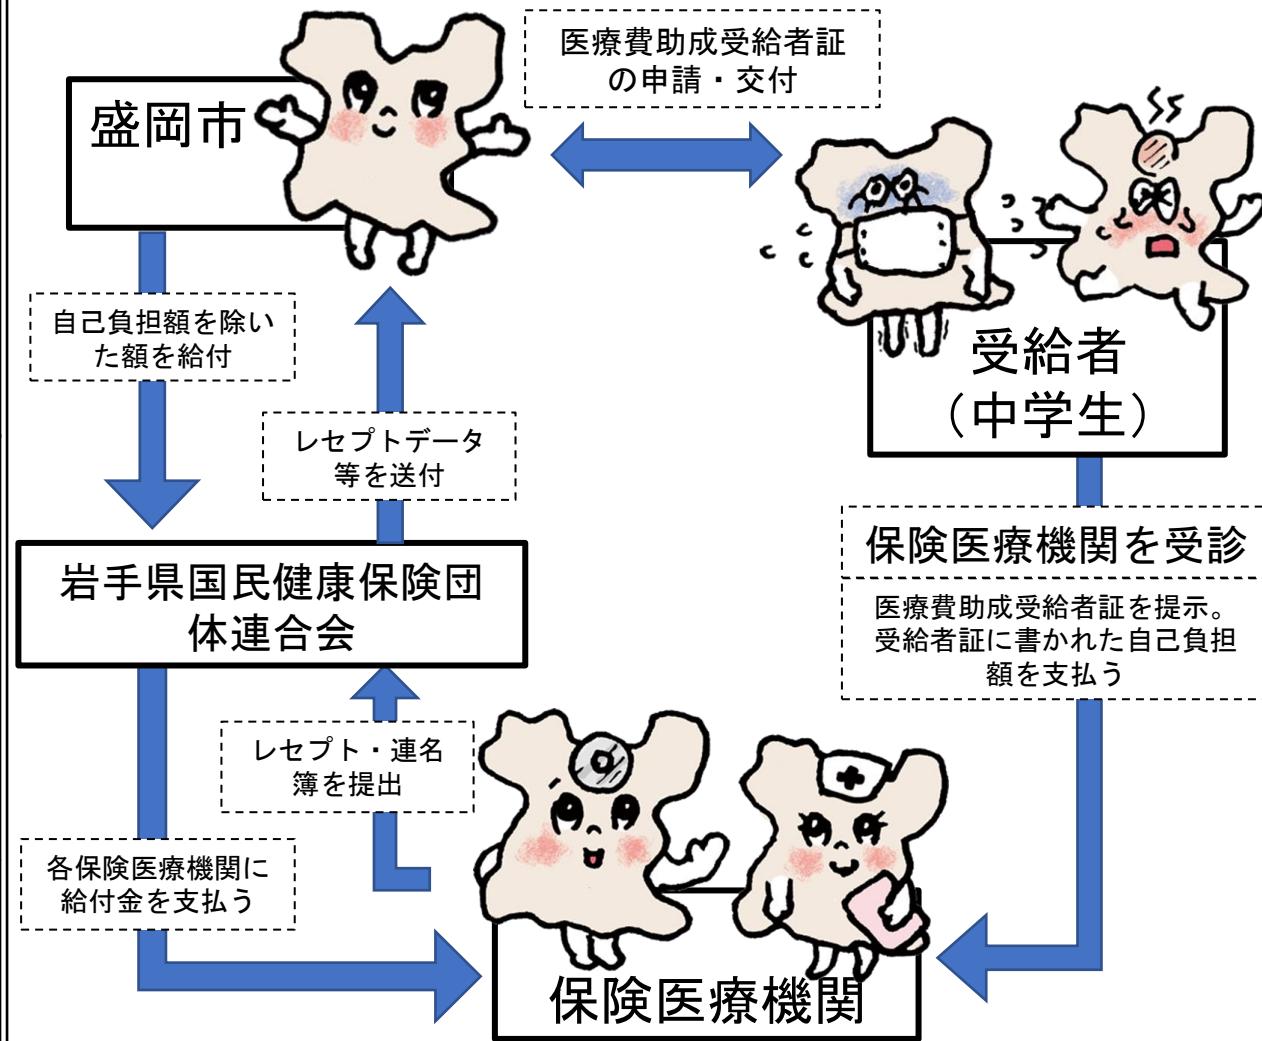 医療費助成受給者証
の申請・交付
盛岡市
自己負担額を除い
た額を給付
レセプトデータ
等を送付
受給者
（中学生）
岩手県国民健康保険団
体連合会
保険医療機関を受診
医療費助成受給者証を提示。
受給者証に書かれた自己負担
額を支払う
レセプト・連名
簿を提出
各保険医療機関に
給付金を支払う
保険医療機関